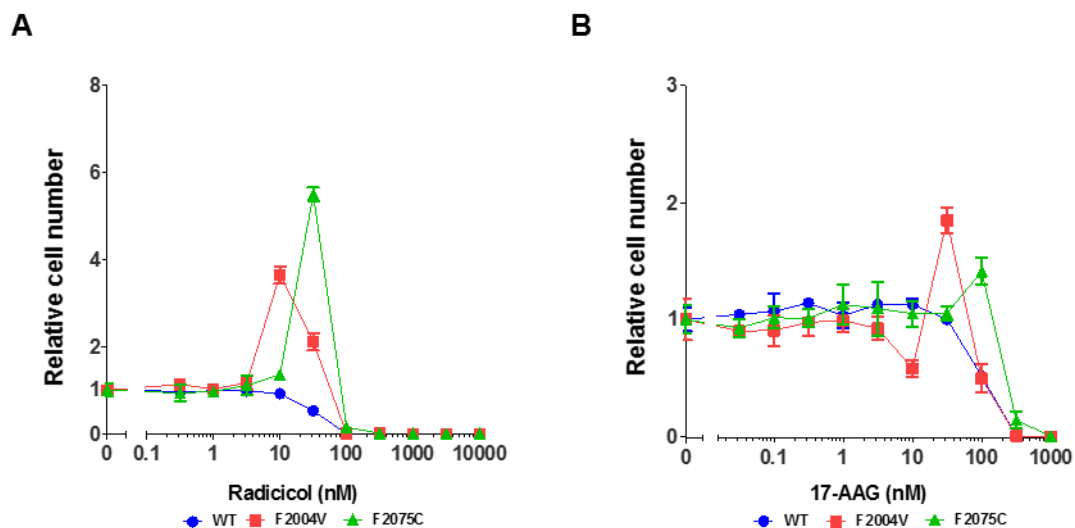 A
B
Relative cell number
8
6
4
2
1
0
0 0.1 1 10 100 1000 10000
Radicicol (nM)
WT F2004V F2075C
Relative cell number
3
2
1
0
0 0.1 1 10 100 1000
17-AAG (nM)
WT F2004V F2075C